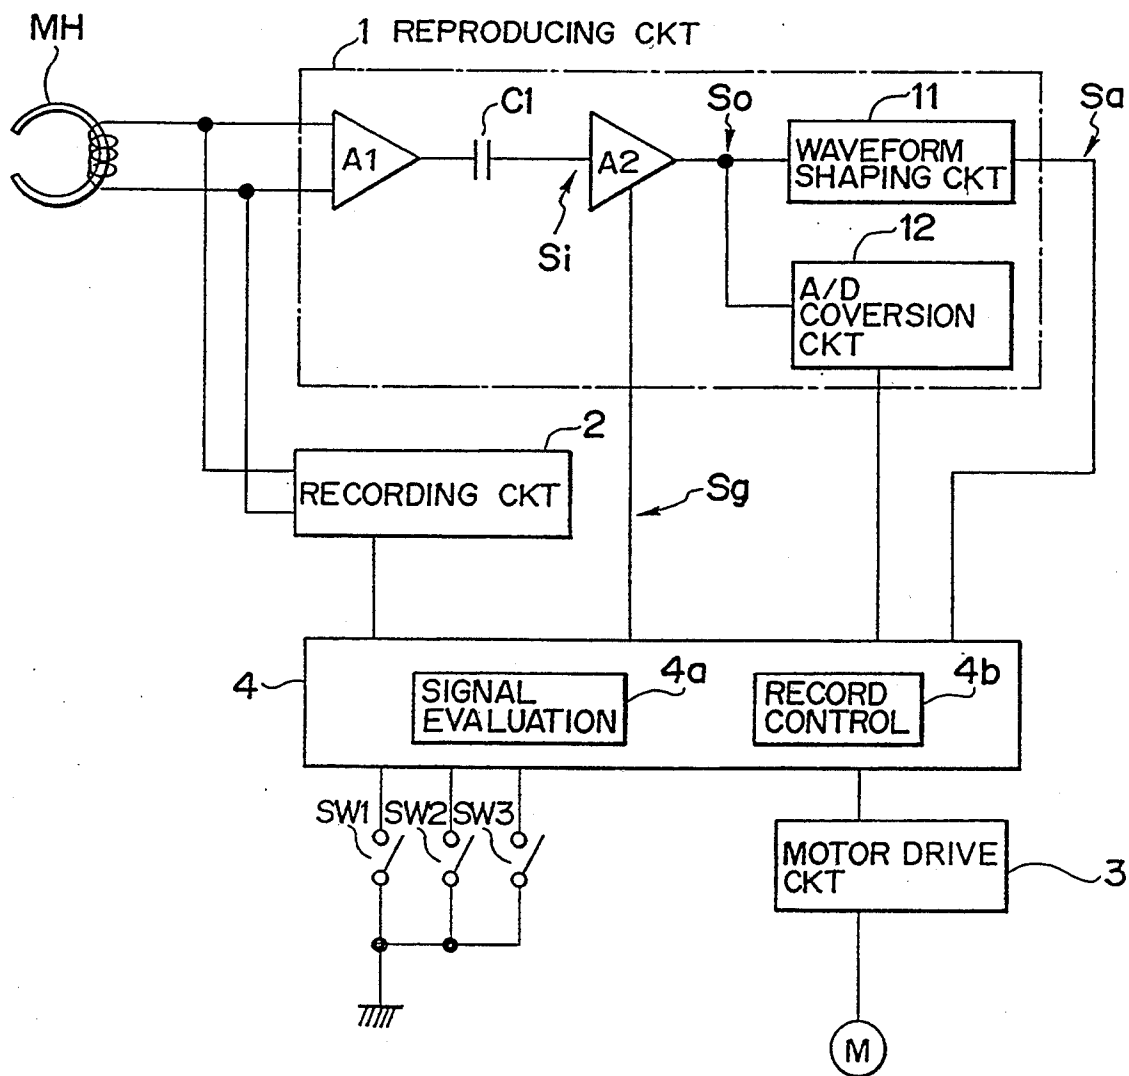 MH
1 REPRODUCING CKT
C1
So
11
Sa
A1
A2
WAVEFORM
SHAPING CKT
Si
12
A/D
COVERSION
CKT
2
RECORDING CKT
Sg
4
4a
4b
SIGNAL
EVALUATION
RECORD
CONTROL
SW1
SW2
SW3
MOTOR DRIVE
CKT
3
M